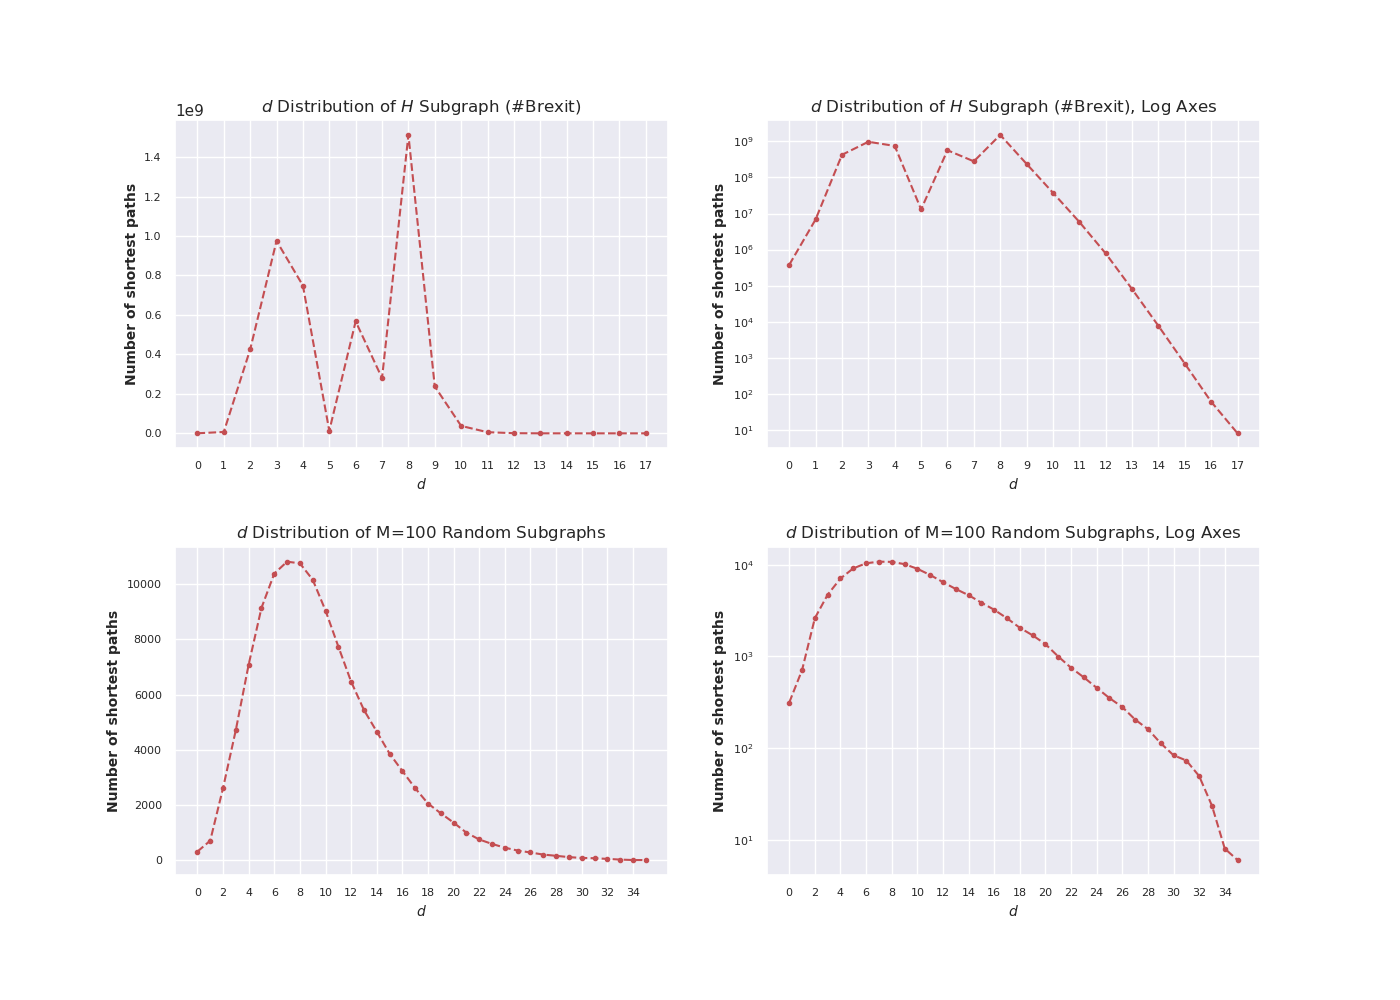 d Distribution of H Subgraph (#Brexit)
1e9
Number of shortest paths
1.4
1.2
1.0
0.8
0.6
0.4
0.2
0.0
0 1 2 3 4 5 6 7 8 9 10 11 12 13 14 15 16 17
d
d Distribution of H Subgraph (#Brexit), Log Axes
Number of shortest paths
10⁹
10⁸
10⁷
10⁶
10⁵
10⁴
10³
10²
10¹
0 1 2 3 4 5 6 7 8 9 10 11 12 13 14 15 16 17
d
d Distribution of M=100 Random Subgraphs
Number of shortest paths
10000
8000
6000
4000
2000
0
0 2 4 6 8 10 12 14 16 18 20 22 24 26 28 30 32 34
d
d Distribution of M=100 Random Subgraphs, Log Axes
Number of shortest paths
10⁴
10³
10²
10¹
0 2 4 6 8 10 12 14 16 18 20 22 24 26 28 30 32 34
d